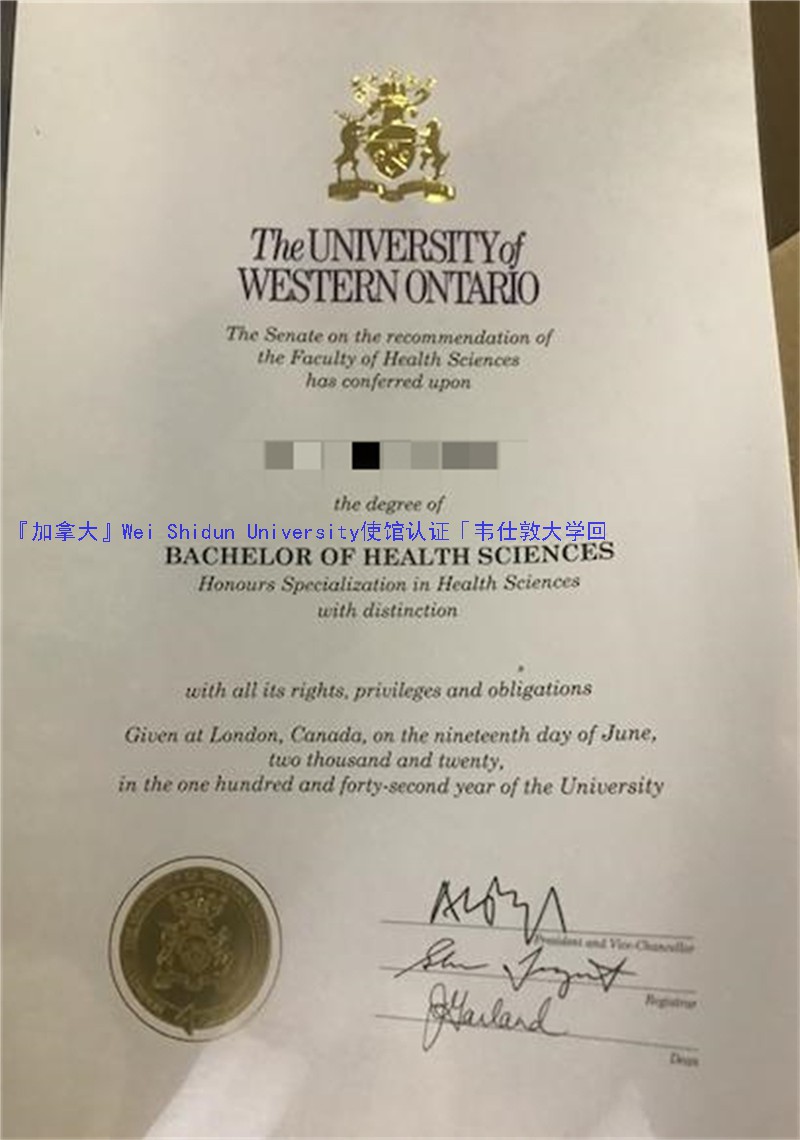 The UNIVERSITY of
WESTERN ONTARIO
The Senate on the recommendation of
the Faculty of Health Sciences
has conferred upon
the degree of
『加拿大』Wei Shidun University使馆认证「韦仕敦大学回
BACHELOR OF HEALTH SCIENCES
Honours Specialization in Health Sciences
with distinction
with all its rights, privileges and obligations
Given at London, Canada, on the nineteenth day of June,
two thousand and twenty,
in the one hundred and forty-second year of the University
President and Vice-Chancellor
Registrar
JGarland
Dean